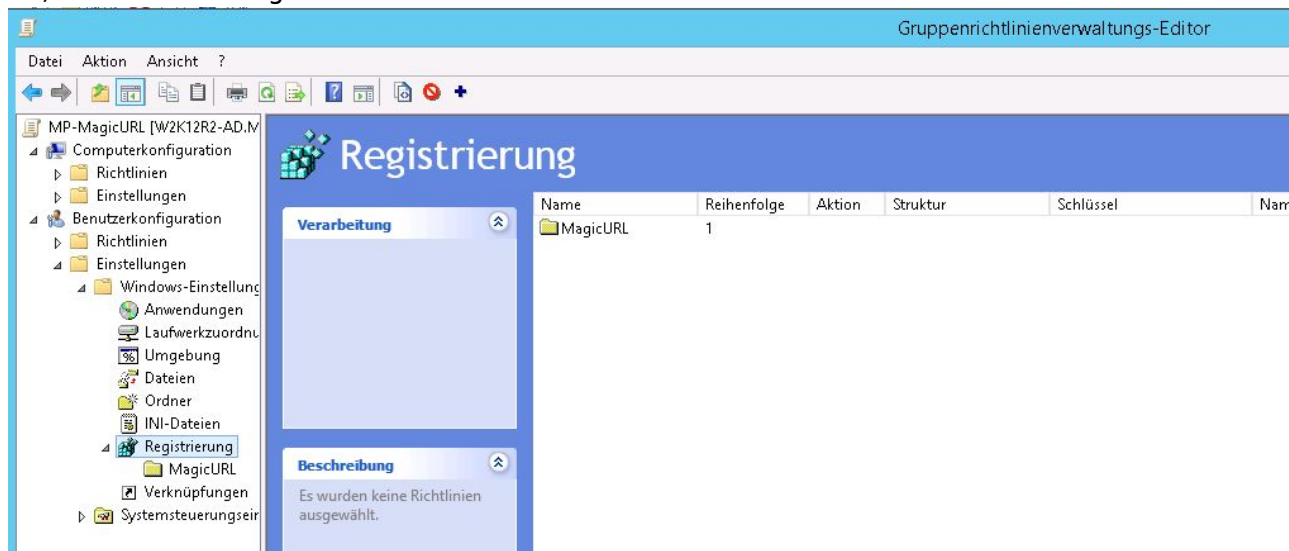 Gruppenrichtlinienverwaltungs-Editor
Datei Aktion Ansicht ?
MP-MagicURL [W2K12R2-AD.M
Computerkonfiguration
Richtlinien
Einstellungen
Benutzerkonfiguration
Richtlinien
Einstellungen
Windows-Einstellung
Anwendungen
Laufwerkzuordnu
Umgebung
Dateien
Ordner
INI-Dateien
Registrierung
MagicURL
Verknüpfungen
Systemsteuerungseir
Registrierung
Verarbeitung
Beschreibung
Es wurden keine Richtlinien
ausgewählt.
Name Reihenfolge Aktion Struktur Schlüssel Nam
MagicURL 1